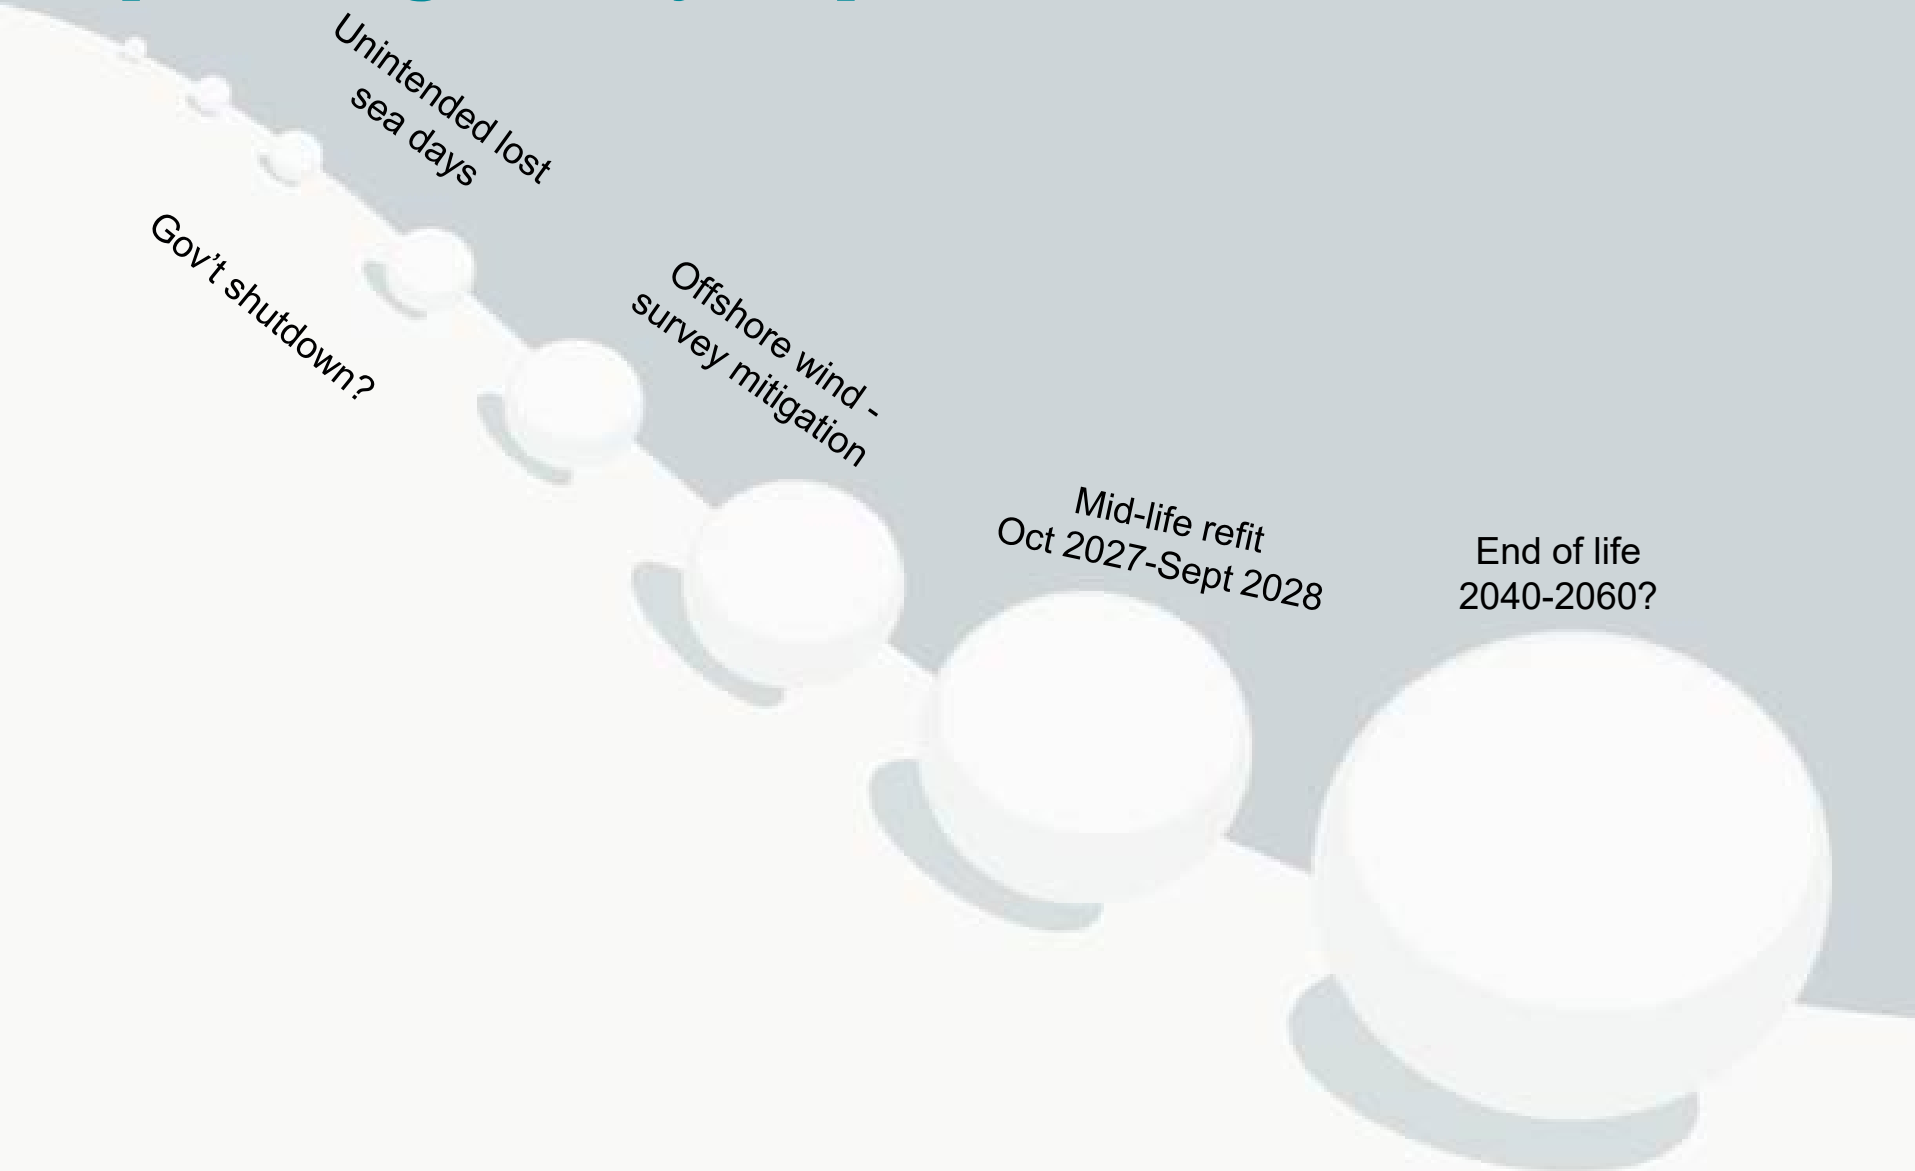 Unintended lost
sea days
Gov’t shutdown?
Offshore wind -
survey mitigation
Mid-life refit
Oct 2027-Sept 2028
End of life
2040-2060?